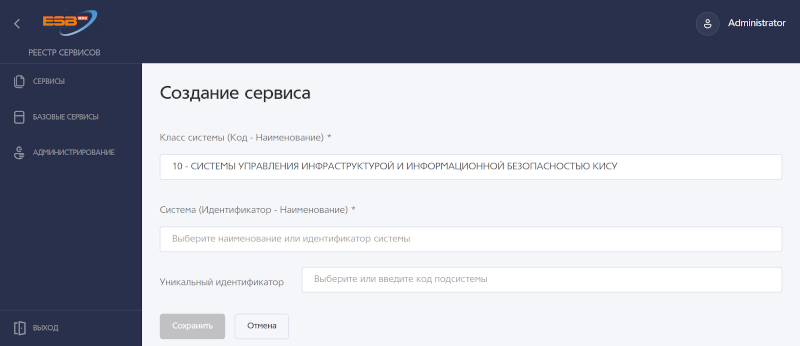 ESB
Administrator
РЕЕСТР СЕРВИСОВ
СЕРВИСЫ
БАЗОВЫЕ СЕРВИСЫ
АДМИНИСТРИРОВАНИЕ
ВЫХОД
Создание сервиса
Класс системы (Код - Наименование) *
10 - СИСТЕМЫ УПРАВЛЕНИЯ ИНФРАСТРУКТУРОЙ И ИНФОРМАЦИОННОЙ БЕЗОПАСНОСТЬЮ КИСУ
Система (Идентификатор - Наименование) *
Выберите наименование или идентификатор системы
Уникальный идентификатор
Выберите или введите код подсистемы
Сохранить
Отмена